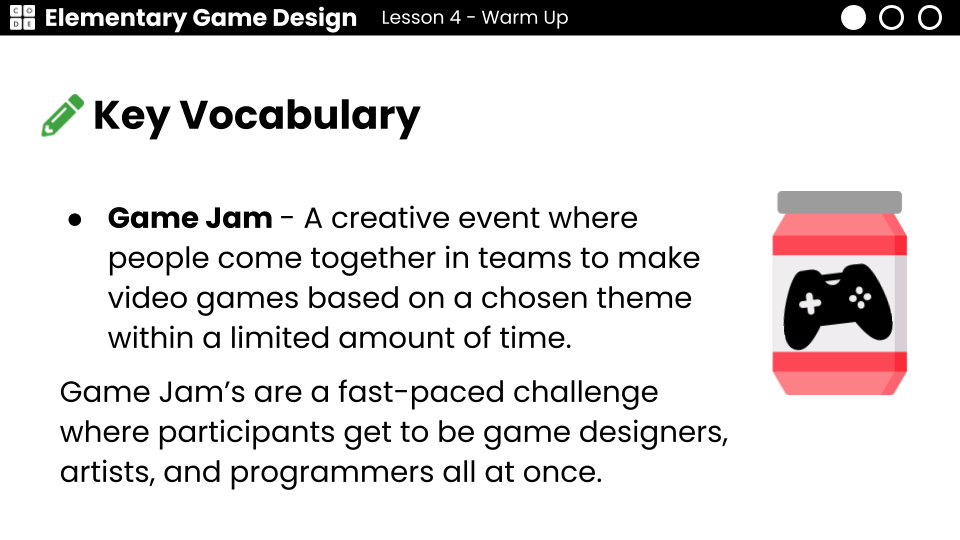 CODE
Elementary Game Design Lesson 4 - Warm Up
Key Vocabulary
● Game Jam - A creative event where
people come together in teams to make
video games based on a chosen theme
within a limited amount of time.
Game Jam’s are a fast-paced challenge
where participants get to be game designers,
artists, and programmers all at once.